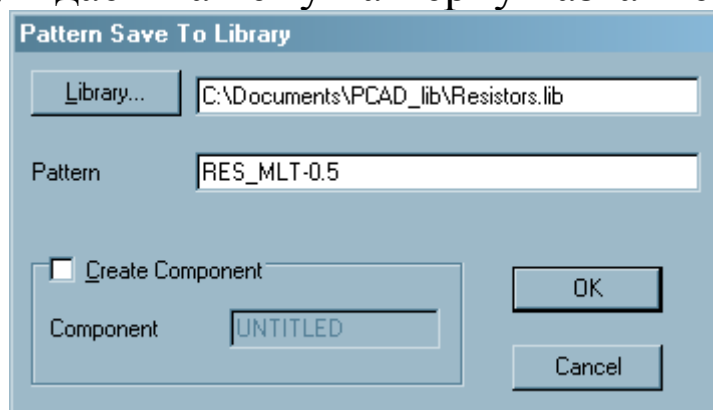 Pattern Save To Library
Library... C:\Documents\PCAD_lib\Resistors.lib
Pattern RES_MLT-0.5
Create Component
OK
Component UNTITLED
Cancel